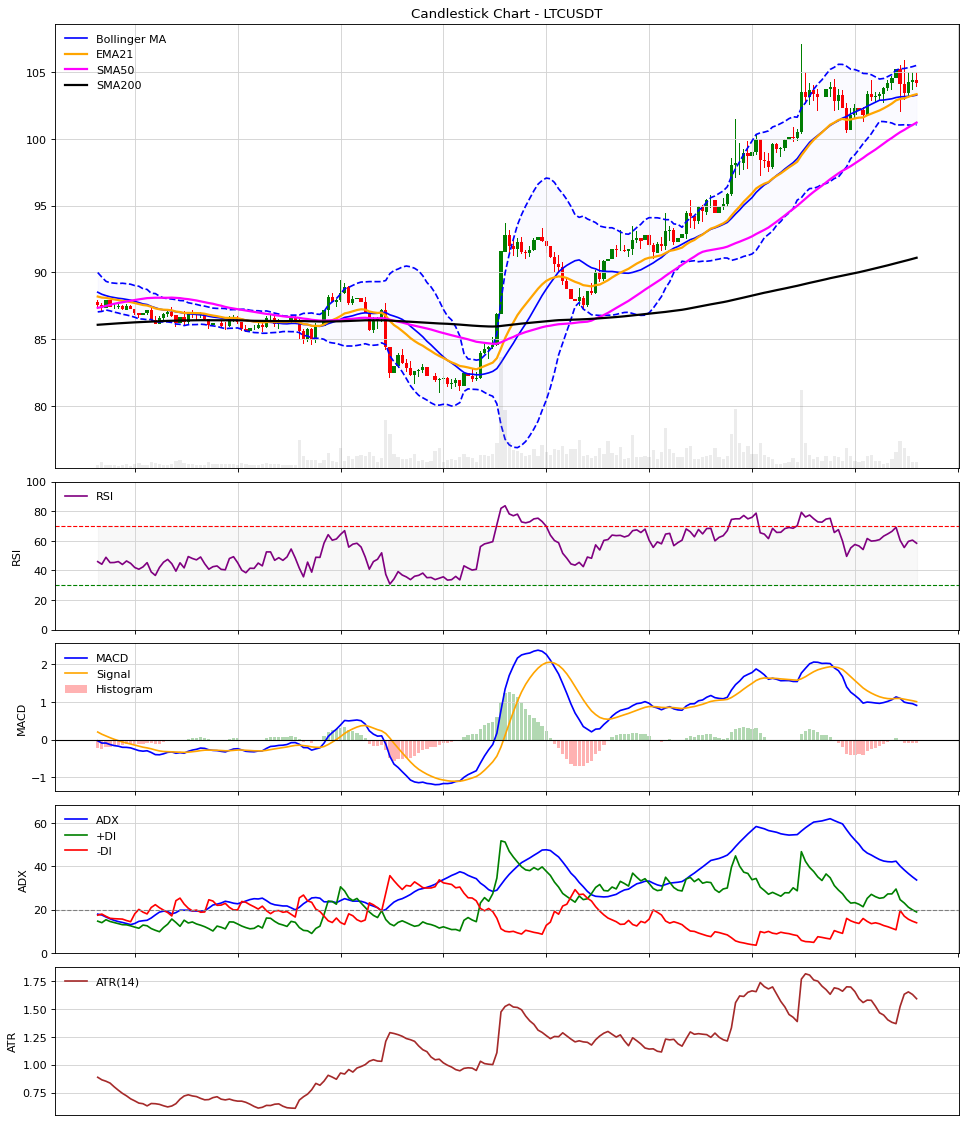 Candlestick Chart - LTCUSDT
Bollinger MA
EMA21
SMA50
SMA200
105
100
95
90
85
80
RSI
100
80
60
40
20
0
RSI
MACD
Signal
Histogram
2
1
0
−1
MACD
ADX
+DI
-DI
60
40
20
0
ADX
ATR(14)
1.75
1.50
1.25
1.00
0.75
ATR